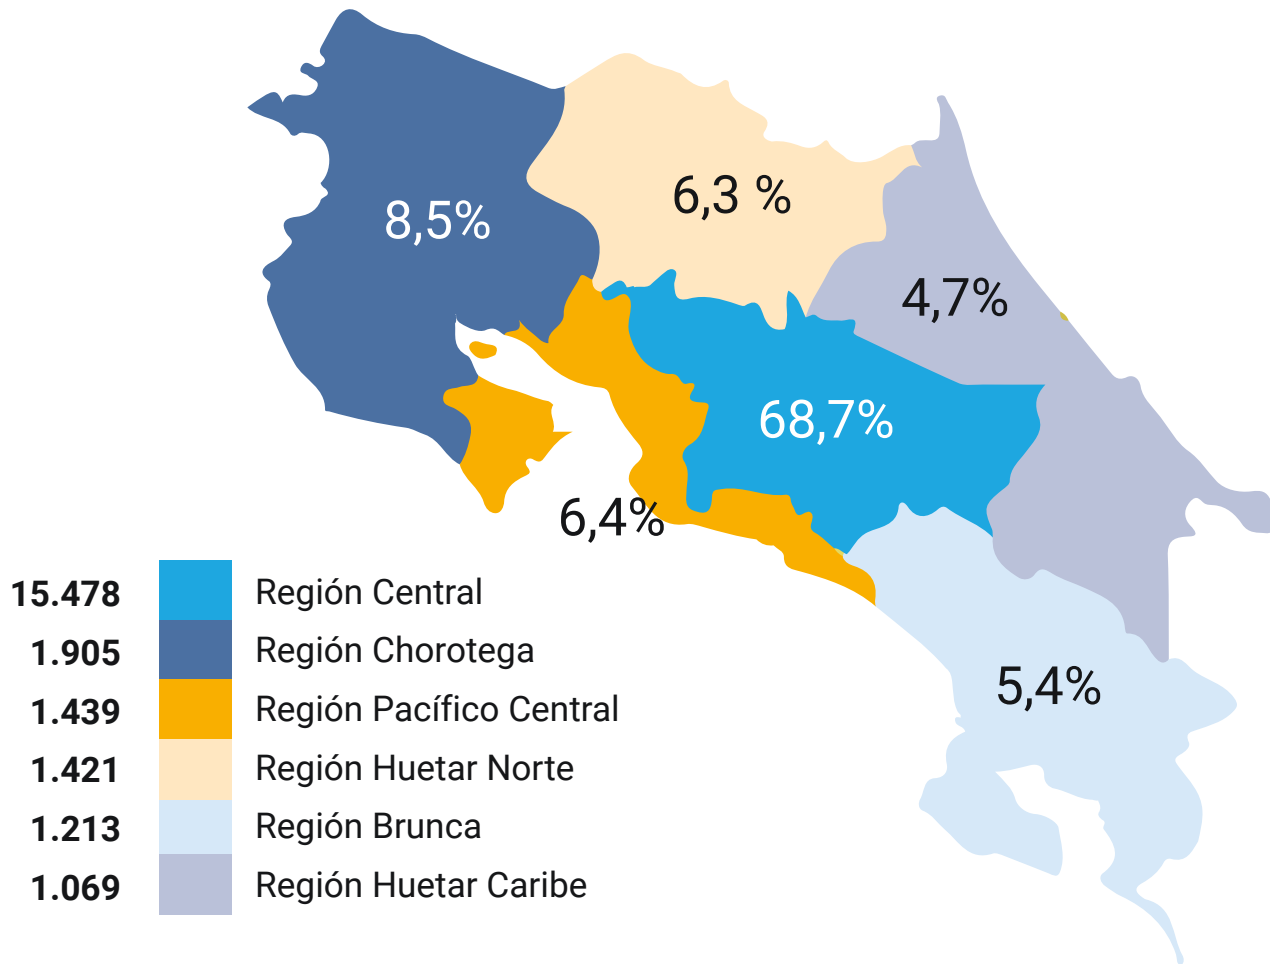 8,5%
6,3 %
4,7%
68,7%
6,4%
5,4%
15.478 Región Central
1.905 Región Chorotega
1.439 Región Pacífico Central
1.421 Región Huetar Norte
1.213 Región Brunca
1.069 Región Huetar Caribe